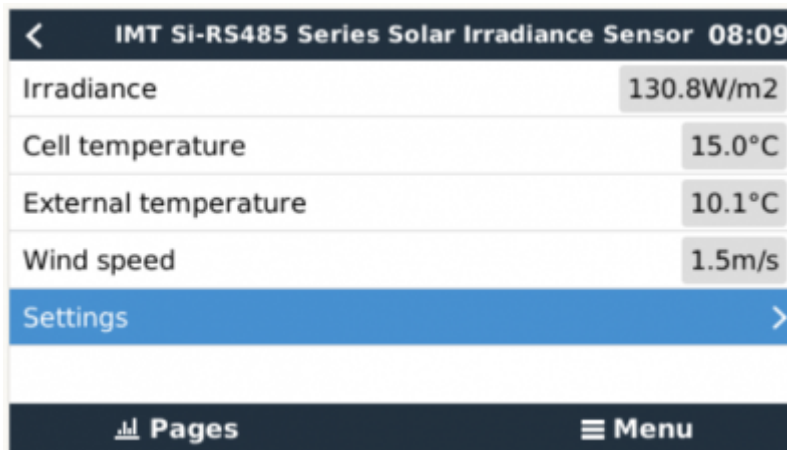 IMT Si-RS485 Series Solar Irradiance Sensor 08:09
Irradiance 130.8W/m2
Cell temperature 15.0°C
External temperature 10.1°C
Wind speed 1.5m/s
Settings
Pages Menu